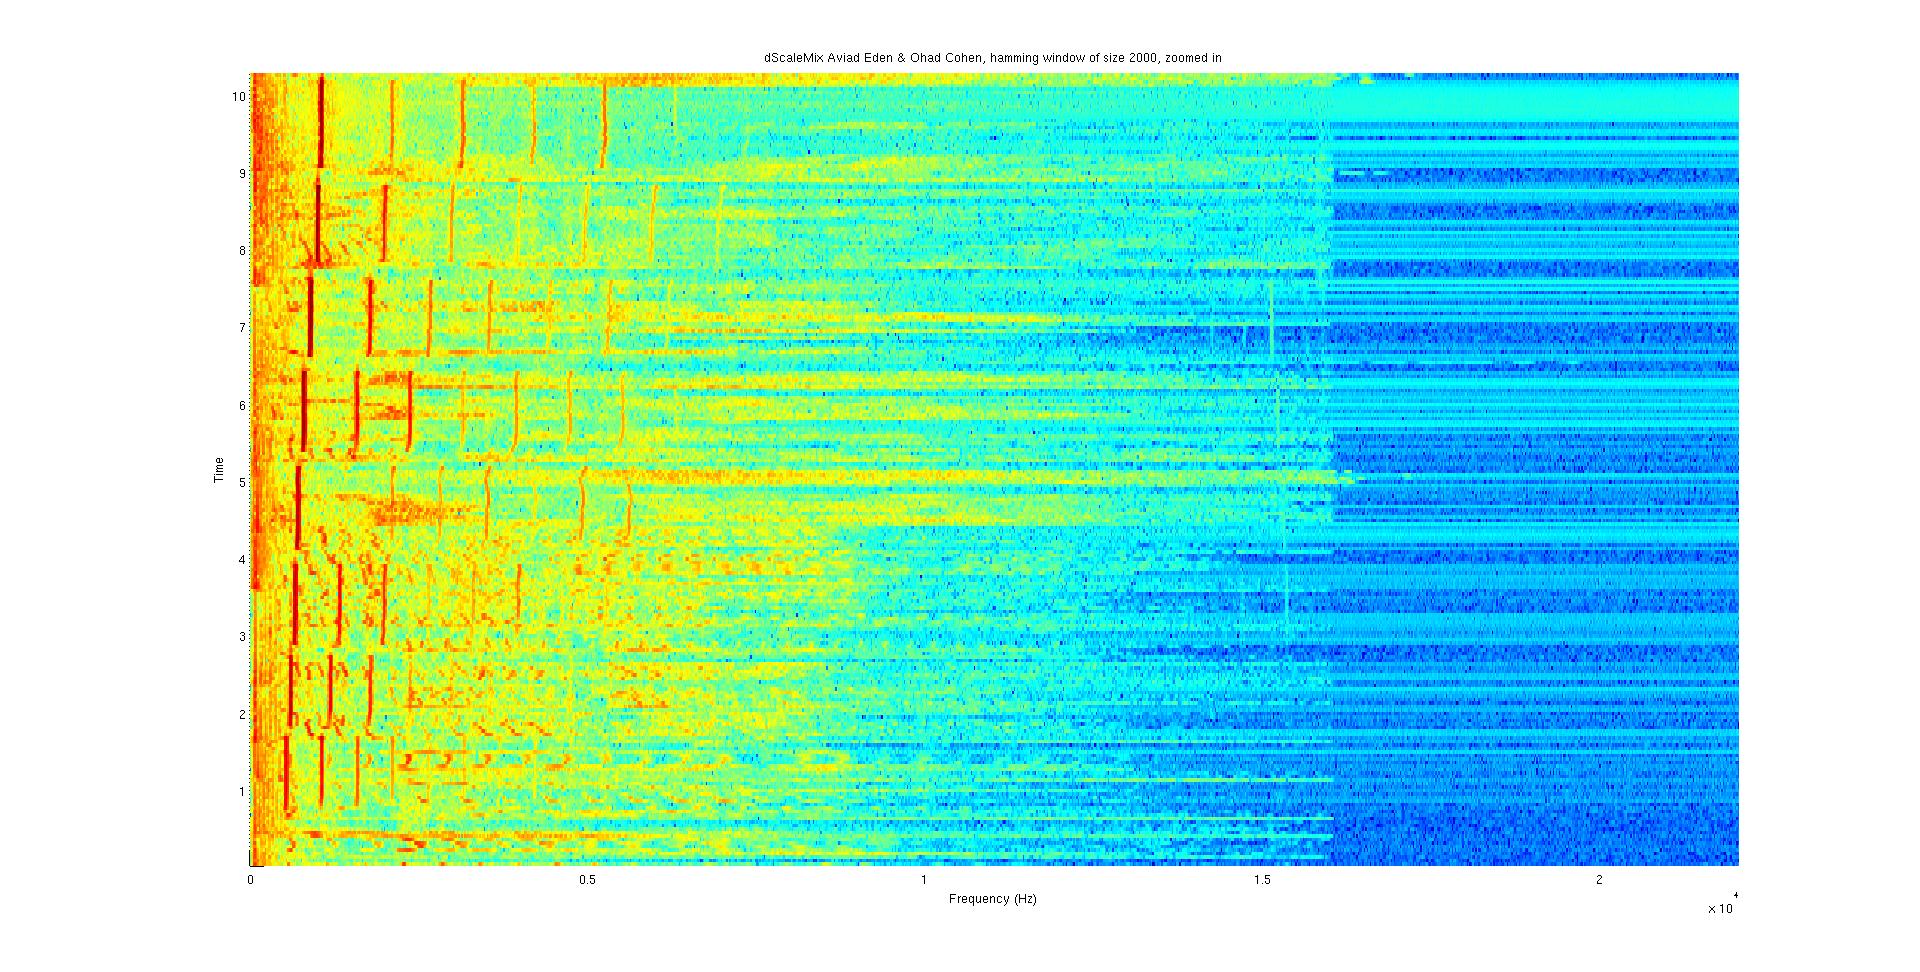 dScaleMix Aviad Eden & Ohad Cohen, hamming window of size 2000, zoomed in
10
9
8
7
6
5
4
3
2
1
Time
0 0.5 1 1.5 2
Frequency (Hz)
x 10^4